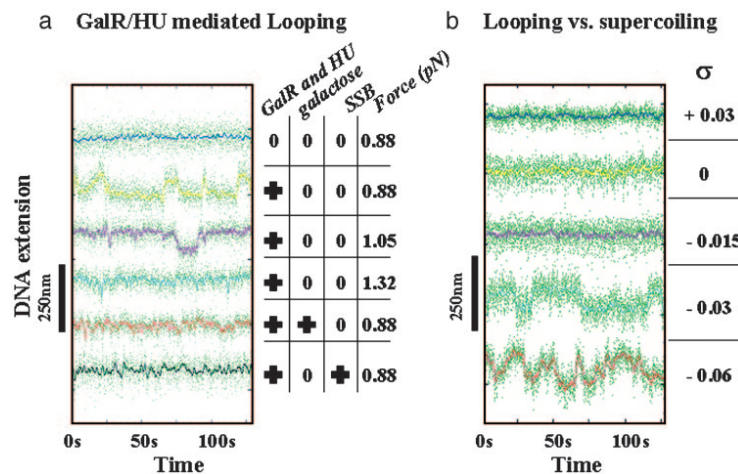 a GalR/HU mediated Looping
GalR and HU
galactose
SSB
Force (pN)
0 0 0 0.88
✚ 0 0 0.88
✚ 0 0 1.05
✚ 0 0 1.32
✚ ✚ 0 0.88
✚ 0 ✚ 0.88
DNA extension
250nm
0s 50s 100s
Time
b Looping vs. supercoiling
σ
+ 0.03
0
- 0.015
- 0.03
- 0.06
250nm
0s 50s 100s
Time